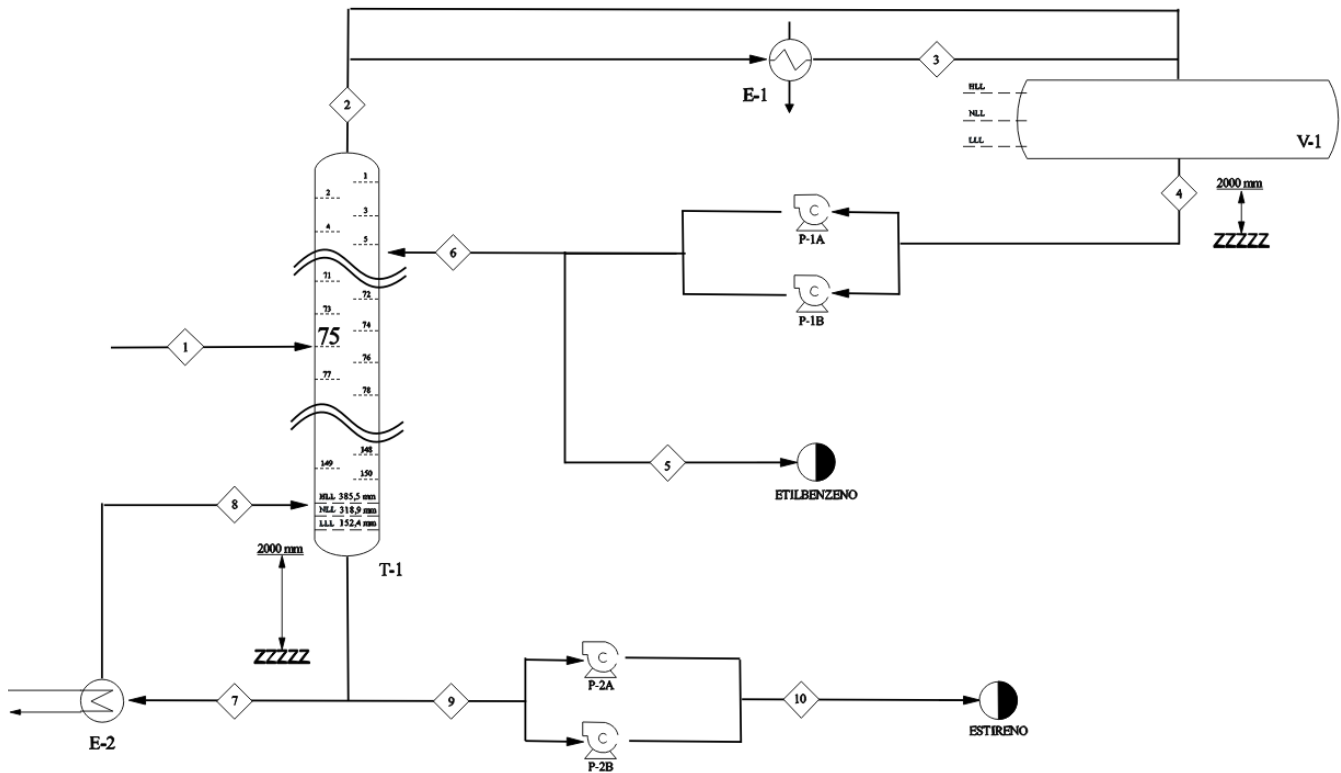 3
E-1
HLL
NLL
LLL
V-1
2
1
2
3
4
5
4
2000 mm
ZZZZZ
C
P-1A
6
C
P-1B
71
72
73
74
75
76
77
78
1
148
149
150
HLL 385,5 mm
NLL 318,9 mm
LLL 152,4 mm
8
5
ETILBENZENO
2000 mm
ZZZZZ
T-1
C
P-2A
7
9
10
E-2
C
P-2B
ESTIRENO